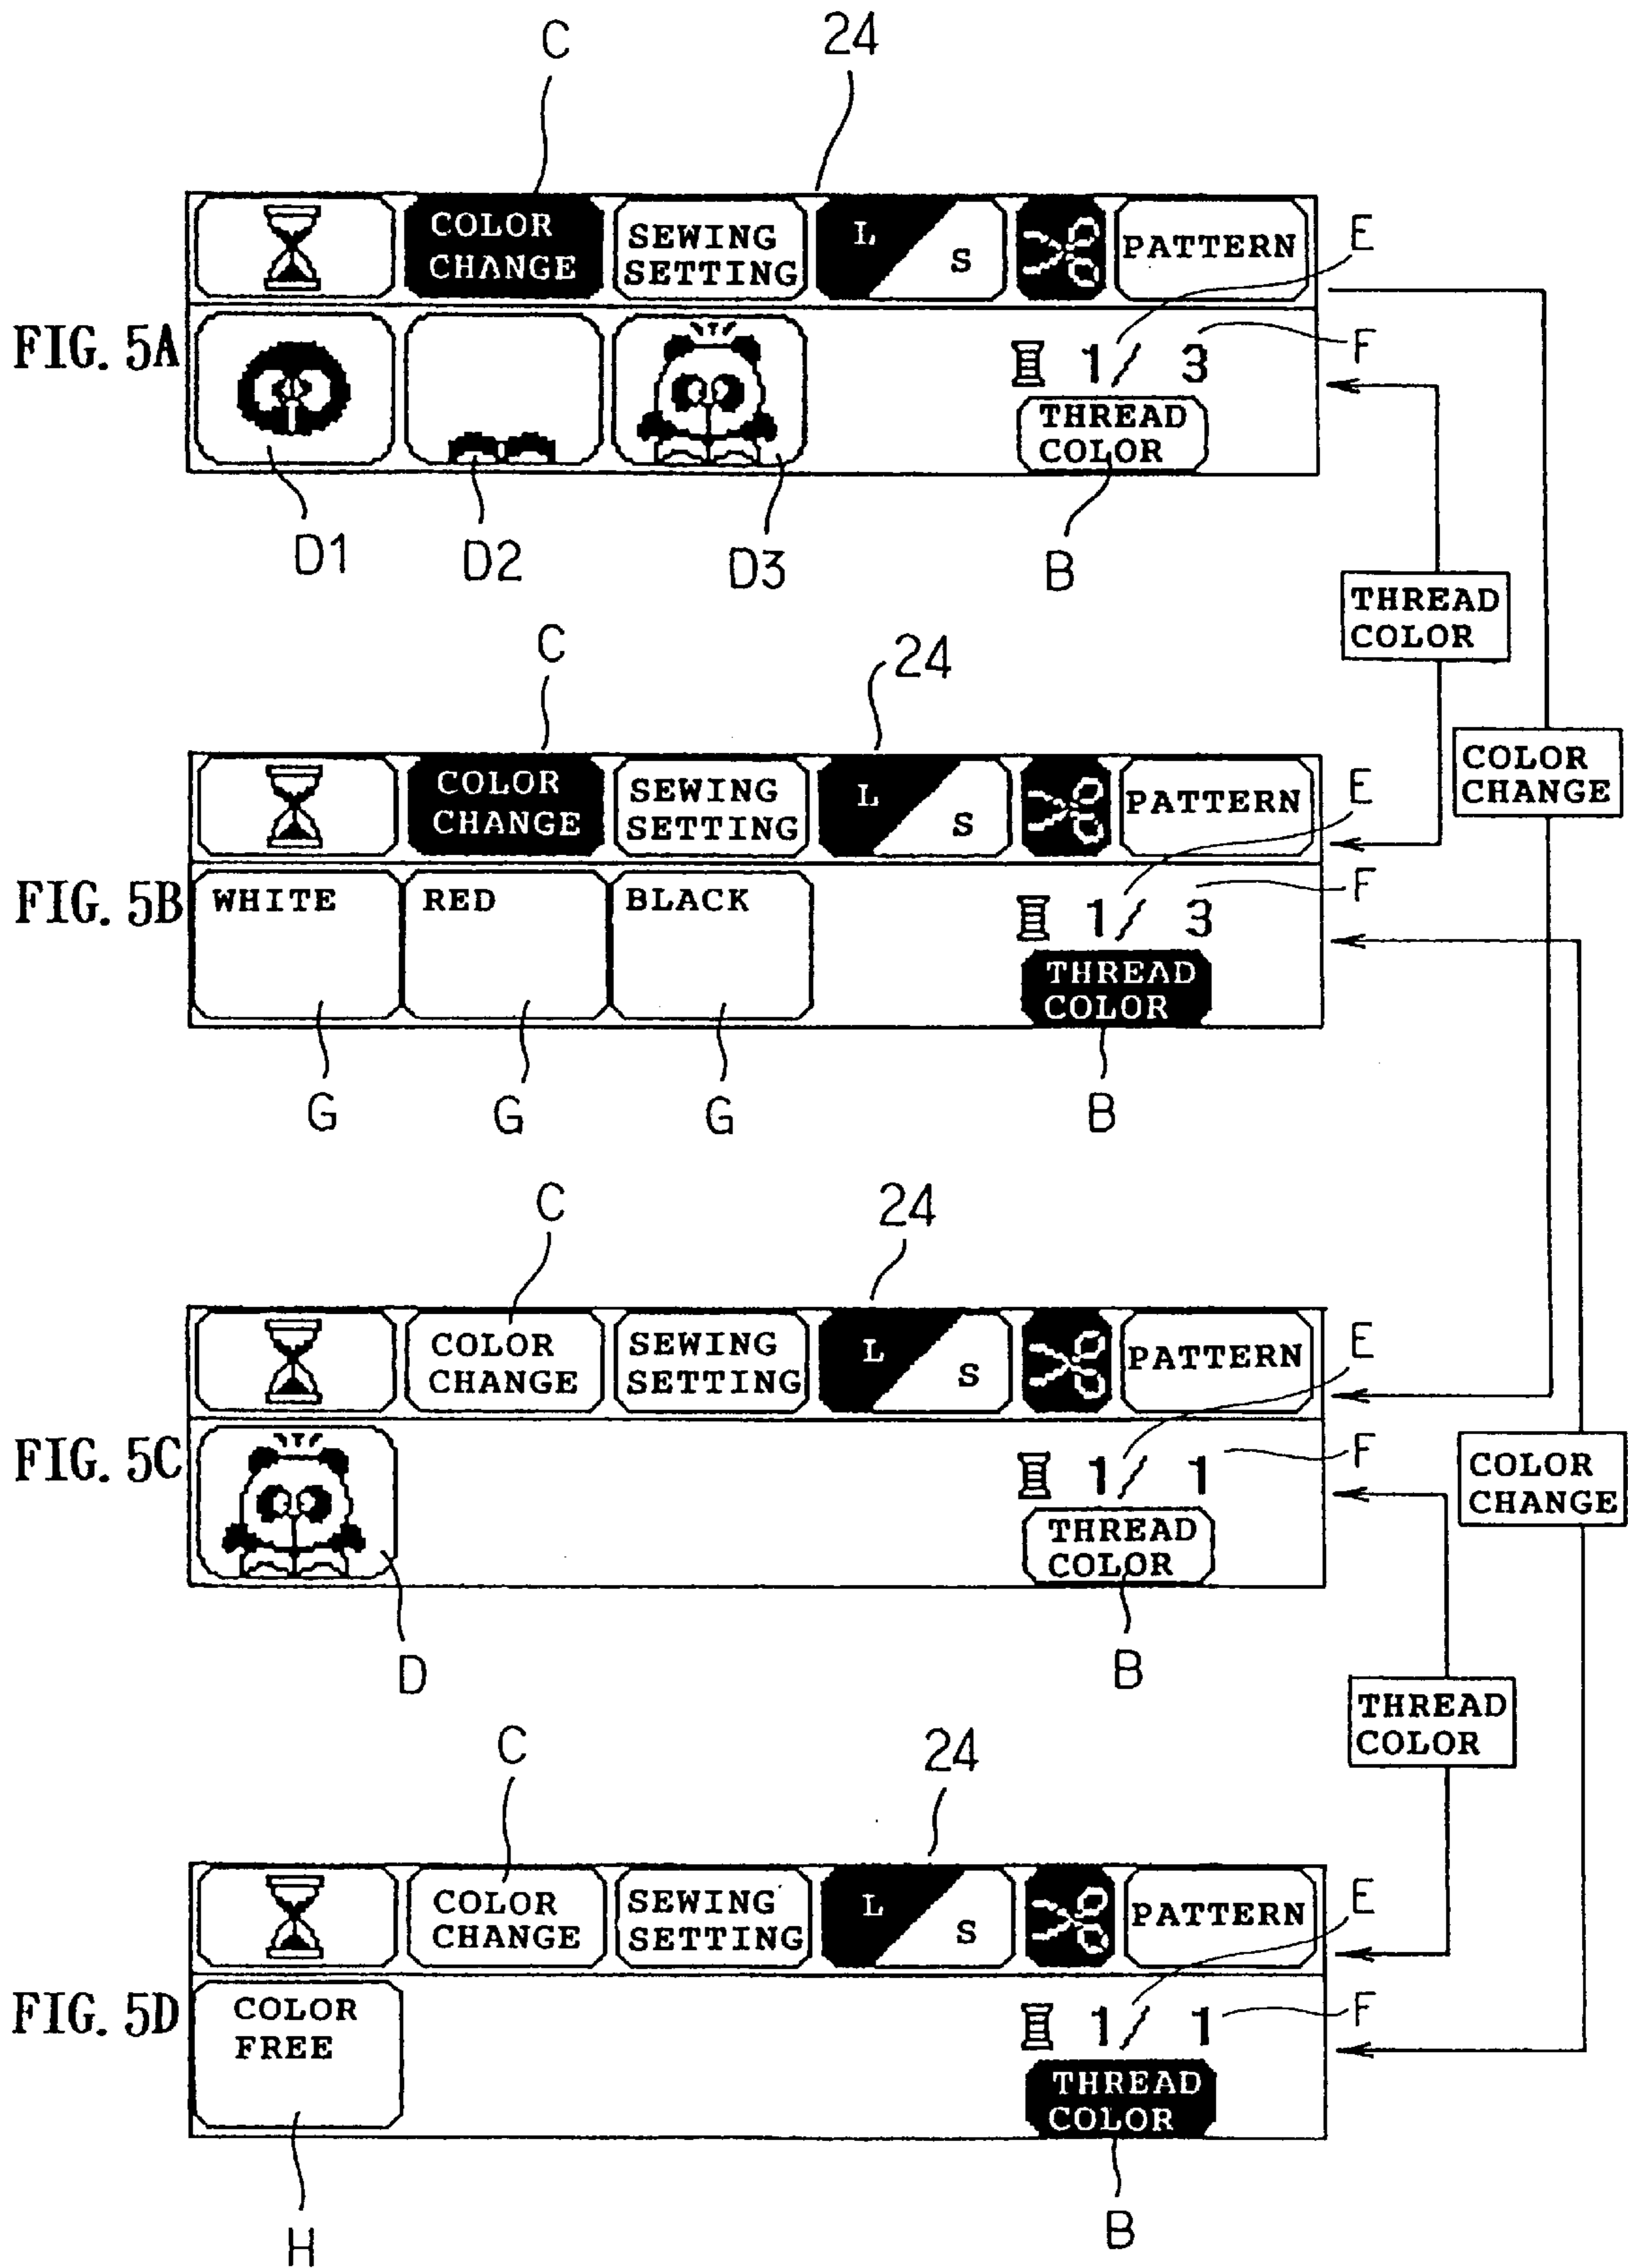 C 24
COLOR
CHANGE
SEWING
SETTING
L
S
PATTERN
E
FIG. 5A
1/ 3
F
THREAD
COLOR
D1 D2 D3 B
THREAD
COLOR
C 24
COLOR
CHANGE
COLOR
CHANGE
SEWING
SETTING
L
S
PATTERN
E
FIG. 5B
WHITE RED BLACK
1/ 3
F
THREAD
COLOR
G G G B
C 24
COLOR
CHANGE
SEWING
SETTING
L
S
PATTERN
E
FIG. 5C
1/ 1
F
COLOR
CHANGE
THREAD
COLOR
D B
THREAD
COLOR
C 24
COLOR
CHANGE
SEWING
SETTING
L
S
PATTERN
E
FIG. 5D
COLOR
FREE
1/ 1
F
THREAD
COLOR
H B